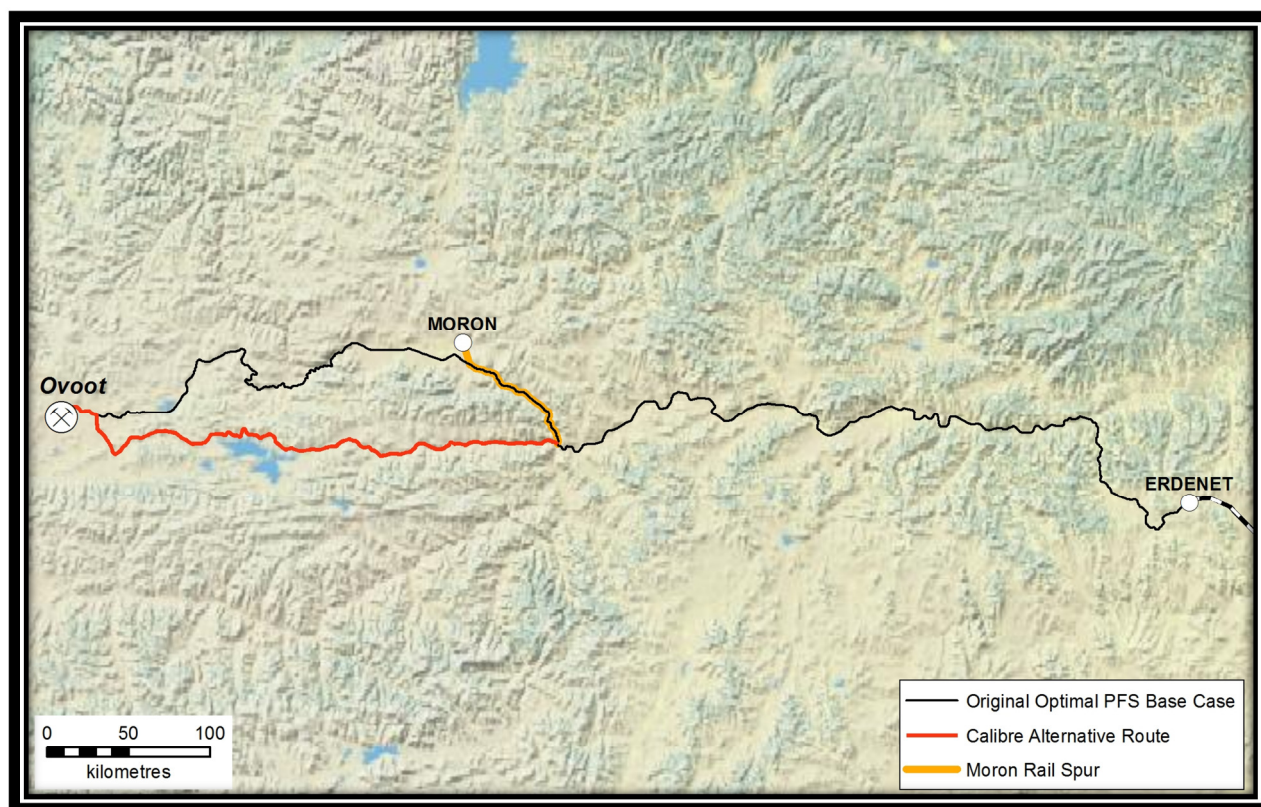 MORON
Ovoot
ERDENET
0 50 100
kilometres
Original Optimal PFS Base Case
Calibre Alternative Route
Moron Rail Spur